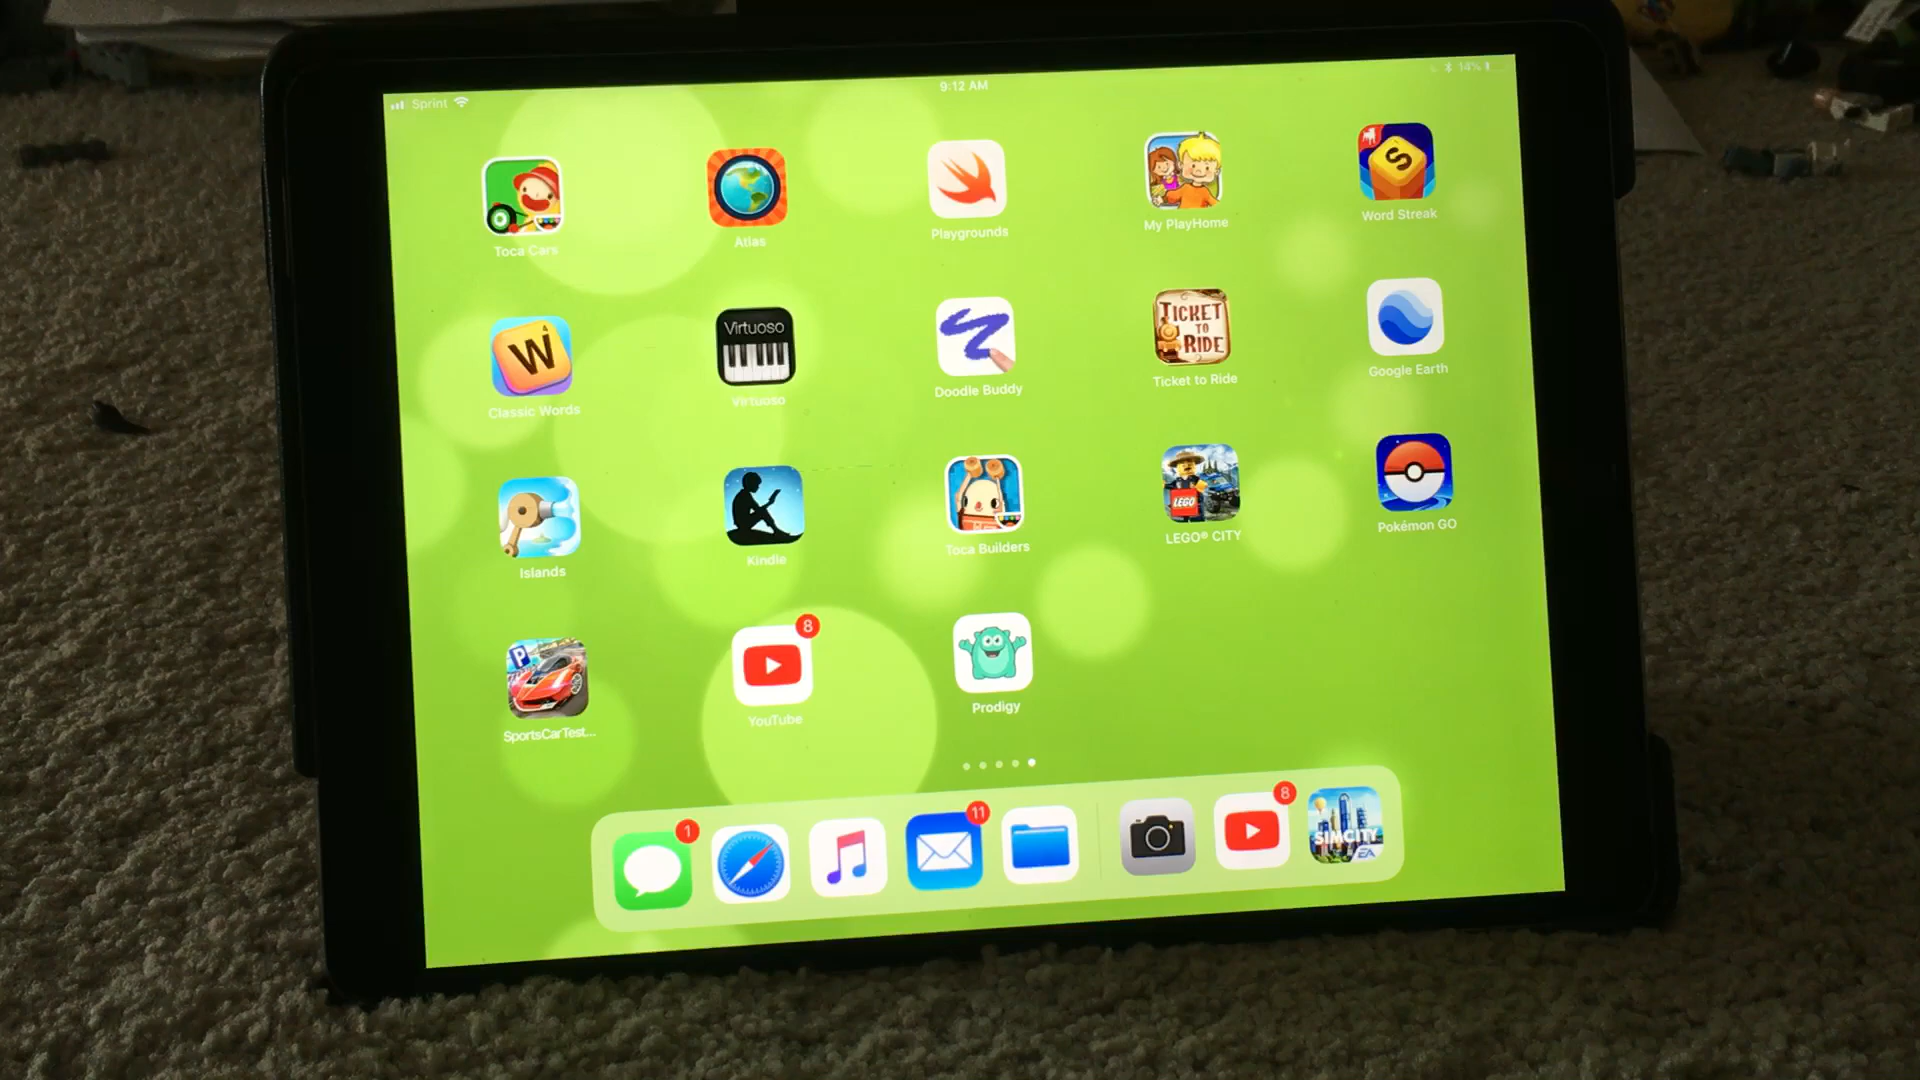 Sprint
9:12 AM
14%
Toca Cars
Atlas
Playgrounds
My PlayHome
S
Word Streak
W
4
Classic Words
Virtuoso
Virtuoso
Doodle Buddy
TICKET
TO
RIDE
Ticket to Ride
Google Earth
Islands
Kindle
Toca Builders
LEGO
LEGO® CITY
Pokémon GO
P
SportsCarTest...
8
YouTube
Prodigy
1
11
8
SIMCITY
EA